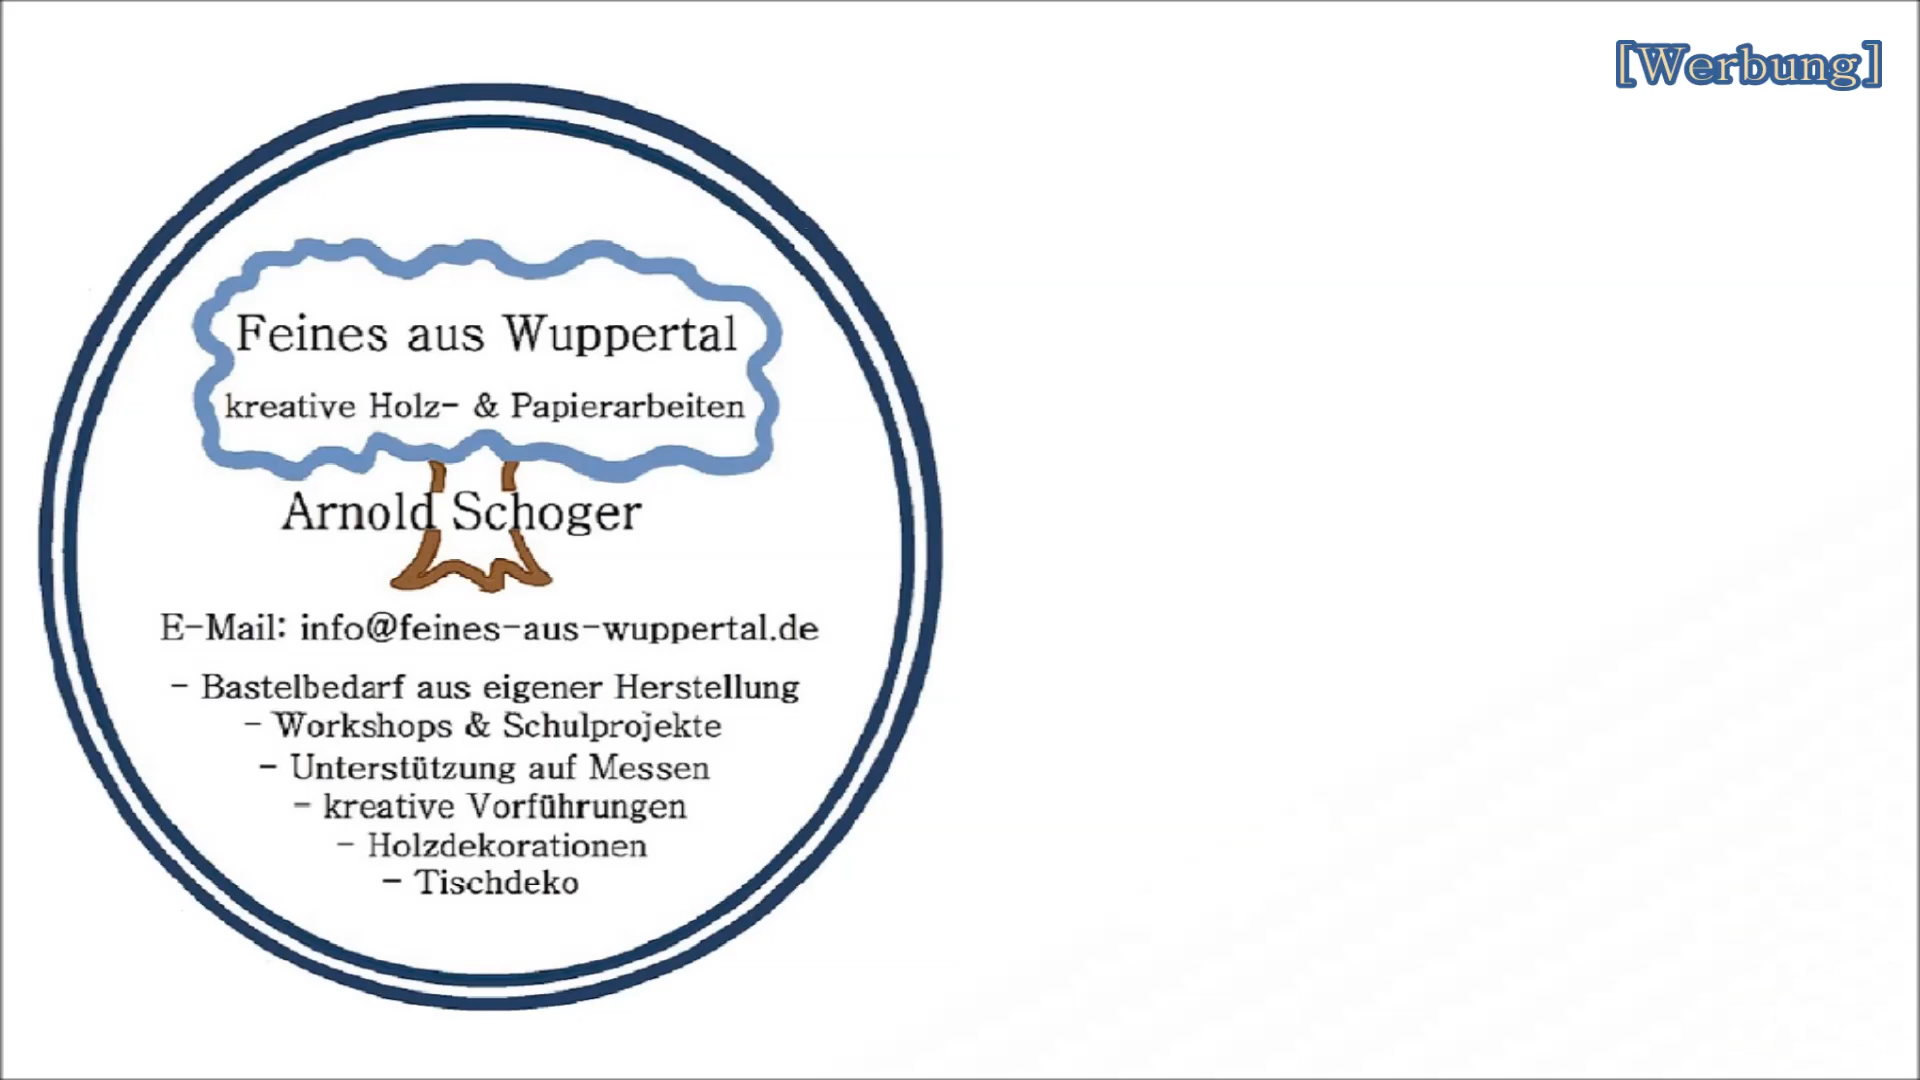 [Werbung]
Feines aus Wuppertal
kreative Holz- & Papierarbeiten
Arnold Schoger
E-Mail: info@feines-aus-wuppertal.de
- Bastelbedarf aus eigener Herstellung
- Workshops & Schulprojekte
- Unterstützung auf Messen
- kreative Vorführungen
- Holzdekorationen
- Tischdeko